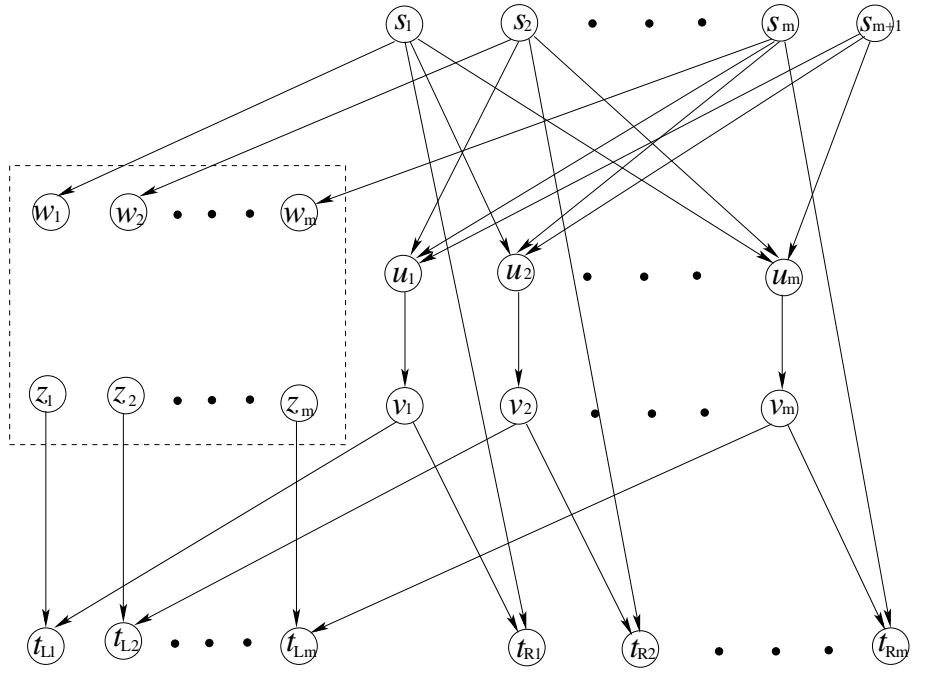 s1 s2 sm sm+1
w1 w2 wm
u1 u2 um
z1 z2 zm
v1 v2 vm
tL1 tL2 tLm tR1 tR2 tRm